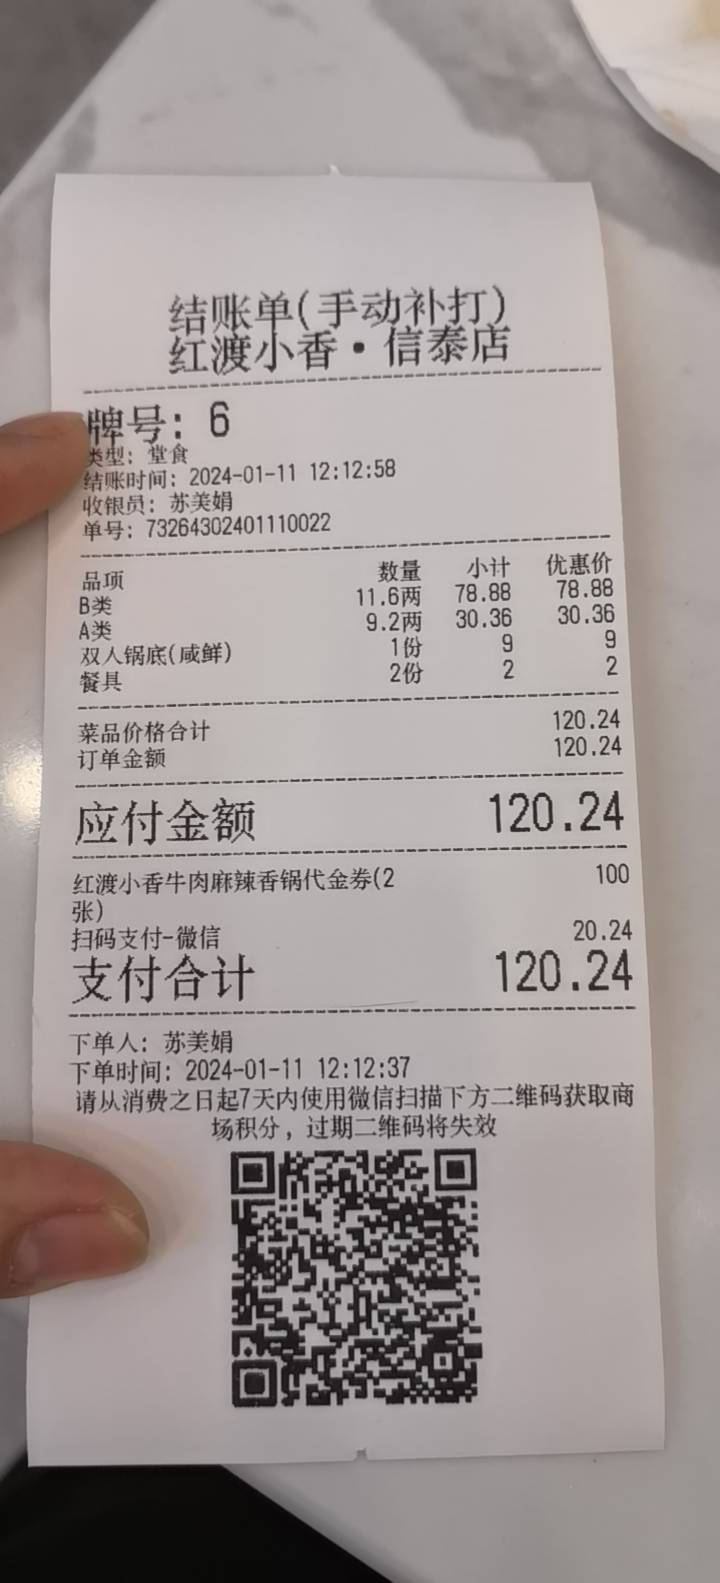 结账单(手动补打)
红渡小香·信泰店
牌号: 6
类型: 堂食
结账时间: 2024-01-11 12:12:58
收银员: 苏美娟
单号: 73264302401110022
品项 数量 小计 优惠价
B类 11.6两 78.88 78.88
A类 9.2两 30.36 30.36
双人锅底(咸鲜) 1份 9 9
餐具 2份 2 2
菜品价格合计 120.24
订单金额 120.24
应付金额 120.24
红渡小香牛肉麻辣香锅代金券(2 100
张)
扫码支付-微信 20.24
支付合计 120.24
下单人: 苏美娟
下单时间: 2024-01-11 12:12:37
请从消费之日起7天内使用微信扫描下方二维码获取商
场积分, 过期二维码将失效